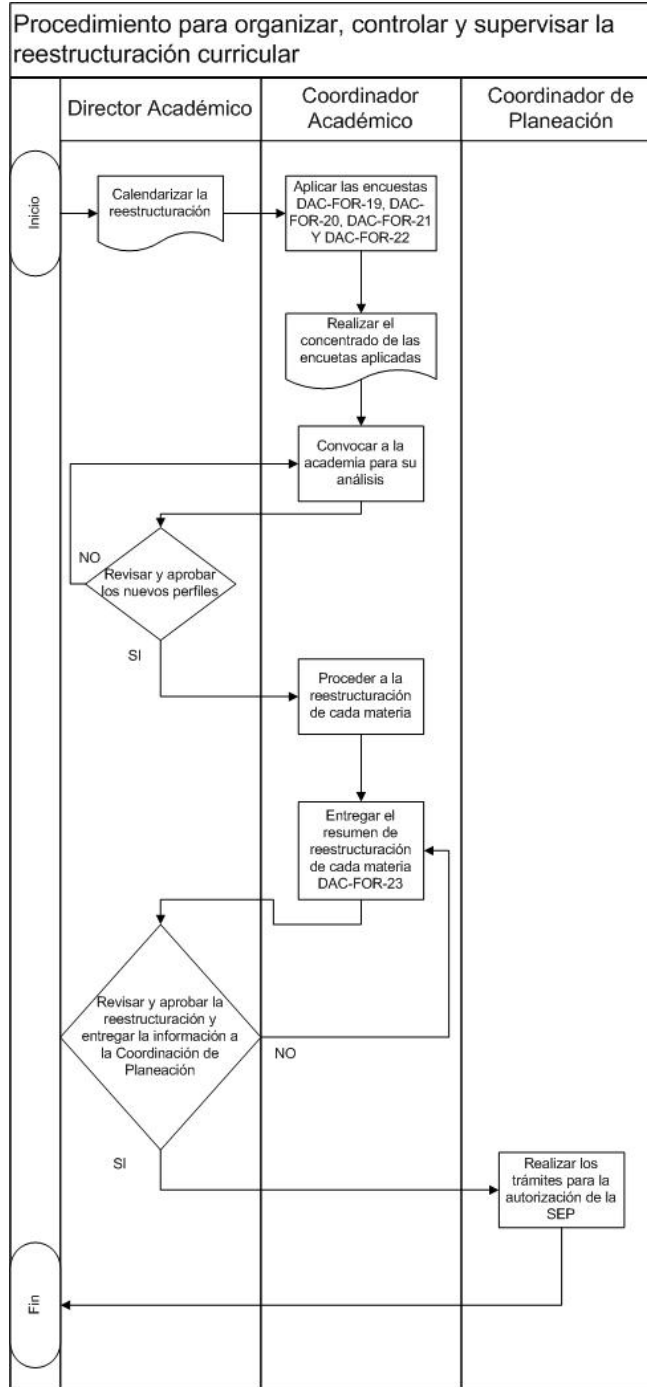 Procedimiento para organizar, controlar y supervisar la
reestructuración curricular
Director Académico
Coordinador
Académico
Coordinador de
Planeación
Inicio
Calendarizar la
reestructuración
Aplicar las encuestas
DAC-FOR-19, DAC-
FOR-20, DAC-FOR-21
Y DAC-FOR-22
Realizar el
concentrado de las
encuetas aplicadas
Convocar a la
academia para su
análisis
NO
Revisar y aprobar
los nuevos perfiles
SI
Proceder a la
reestructuración
de cada materia
Entregar el
resumen de
reestructuración
de cada materia
DAC-FOR-23
Revisar y aprobar la
reestructuración y
entregar la información a
la Coordinación de
Planeación
NO
SI
Realizar los
trámites para la
autorización de la
SEP
Fin